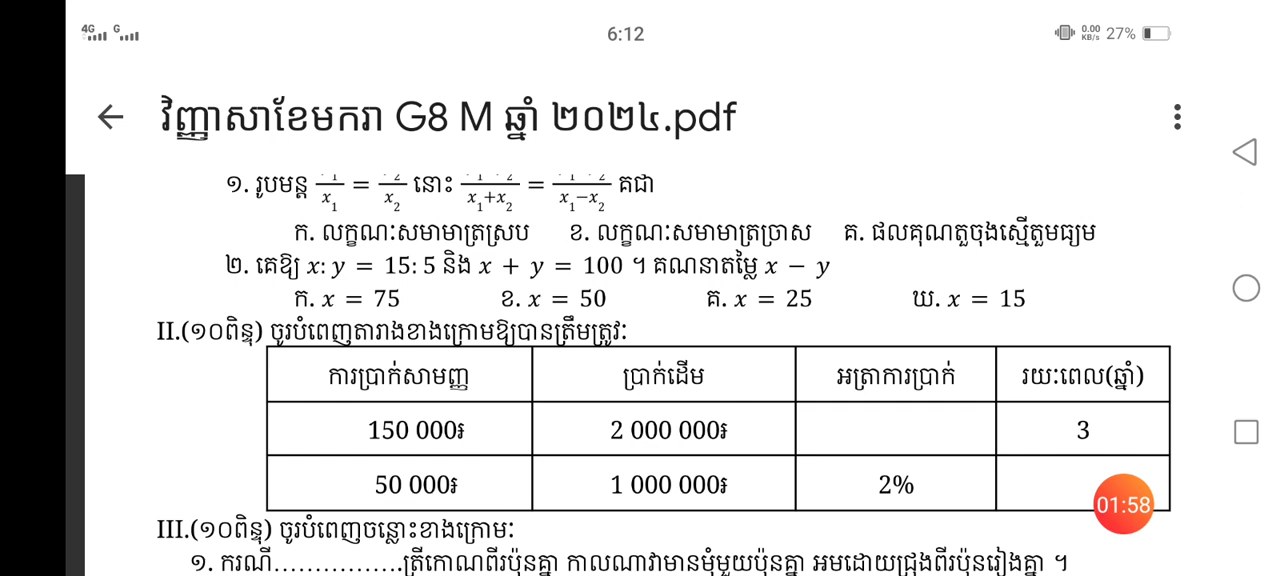 4G G 6:12 0.00 KB/s 27%
វិញ្ញាសាខែមករា G8 M ឆ្នាំ ២០២៤.pdf
១. រូបមន្ត x₁ = x₂ នោះ x₁+x₂ = x₁−x₂ គជា
ក. លក្ខណៈសមាមាត្រស្រប ខ. លក្ខណៈសមាមាត្រច្រាស គ. ផលគុណតួចុងស្មើតួមធ្យម
២. គេឱ្យ x: y = 15: 5 និង x + y = 100 ។ គណនាតម្លៃ x − y
ក. x = 75 ខ. x = 50 គ. x = 25 ឃ. x = 15
II.(១០ពិន្ទុ) ចូរបំពេញតារាងខាងក្រោមឱ្យបានត្រឹមត្រូវ:
ការប្រាក់សាមញ្ញ ប្រាក់ដើម អត្រាការប្រាក់ រយៈពេល(ឆ្នាំ)
150 000៛ 2 000 000៛ 3
50 000៛ 1 000 000៛ 2%
01:58
III.(១០ពិន្ទុ) ចូរបំពេញចន្លោះខាងក្រោម:
១. ករណី................ត្រីកោណពីរប៉ុនគ្នា កាលណាវាមានមុំមួយប៉ុនគ្នា អមដោយជ្រុងពីរប៉ុនរៀងគ្នា ។